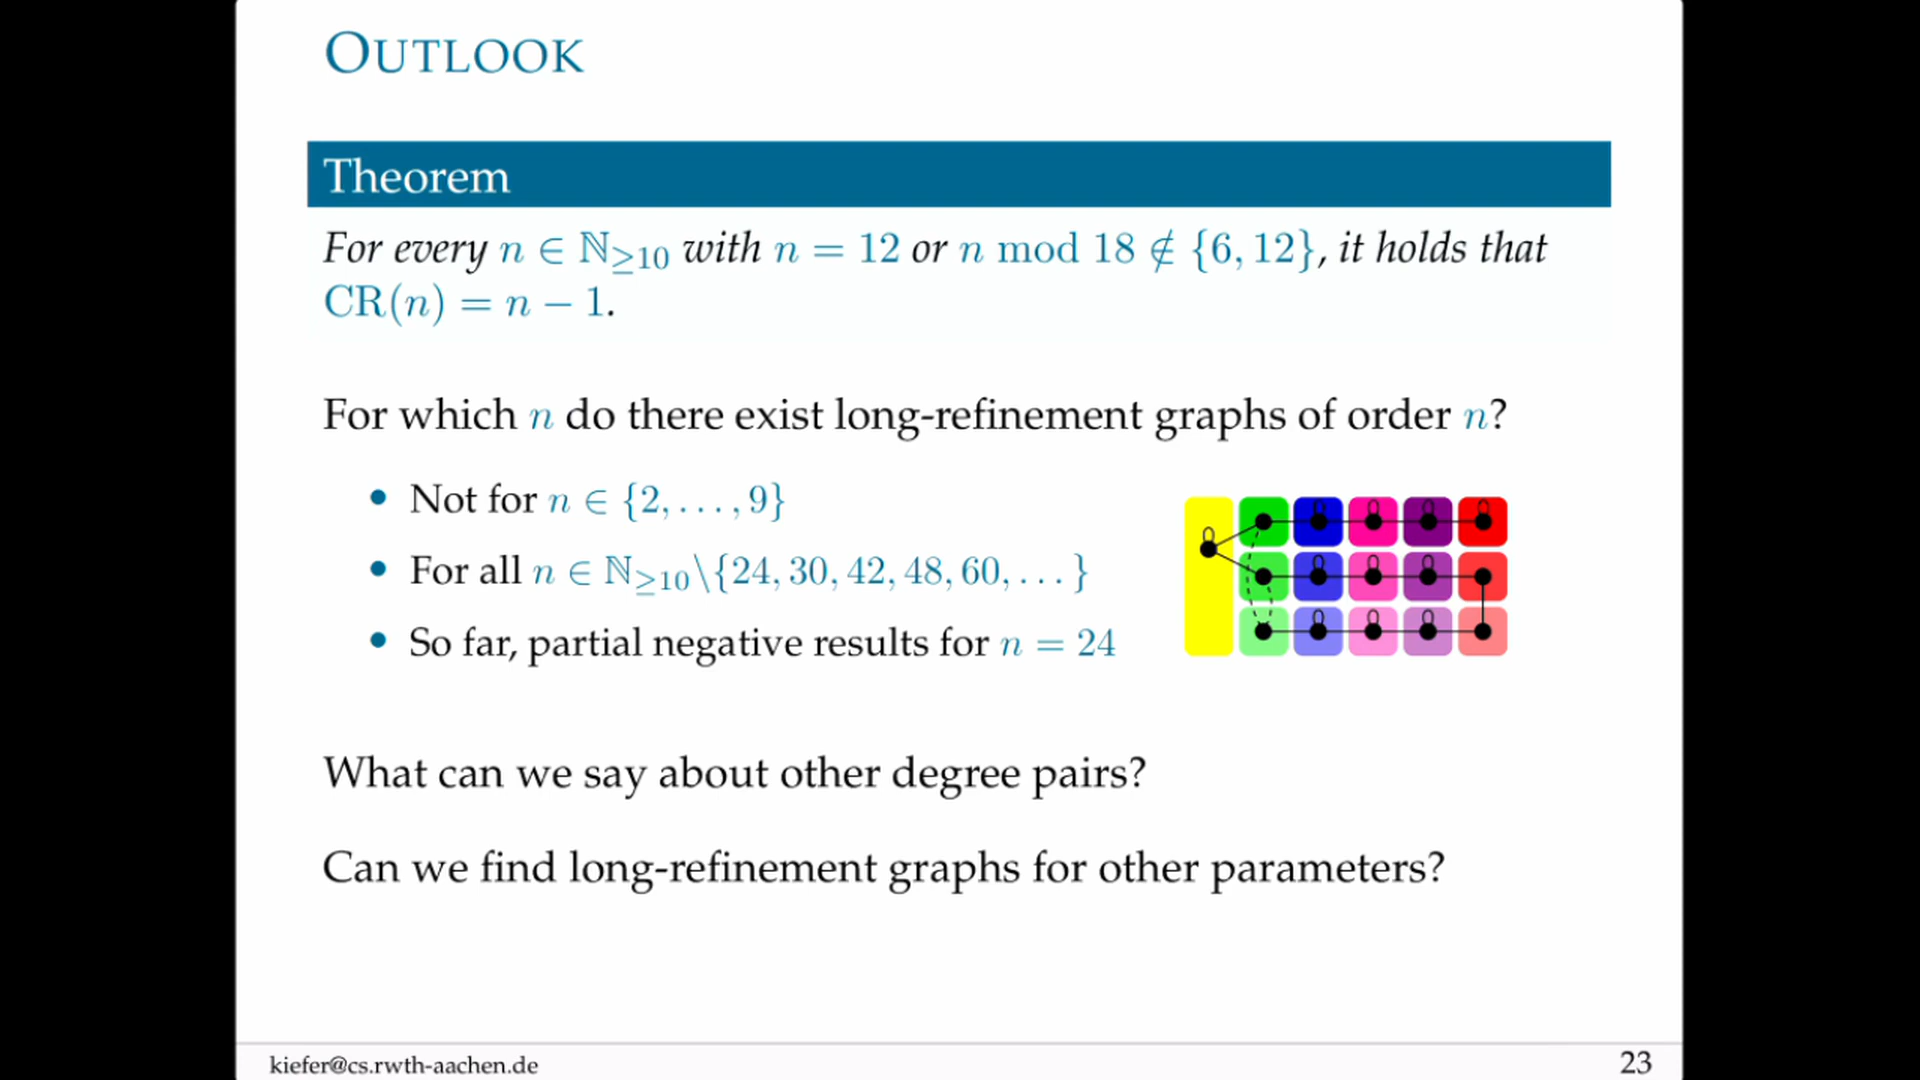 OUTLOOK
Theorem
For every n ∈ ℕ≥10 with n = 12 or n mod 18 ∉ {6, 12}, it holds that
CR(n) = n − 1.
For which n do there exist long-refinement graphs of order n?
• Not for n ∈ {2, . . . , 9}
• For all n ∈ ℕ≥10\{24, 30, 42, 48, 60, . . . }
• So far, partial negative results for n = 24
What can we say about other degree pairs?
Can we find long-refinement graphs for other parameters?
kiefer@cs.rwth-aachen.de
23